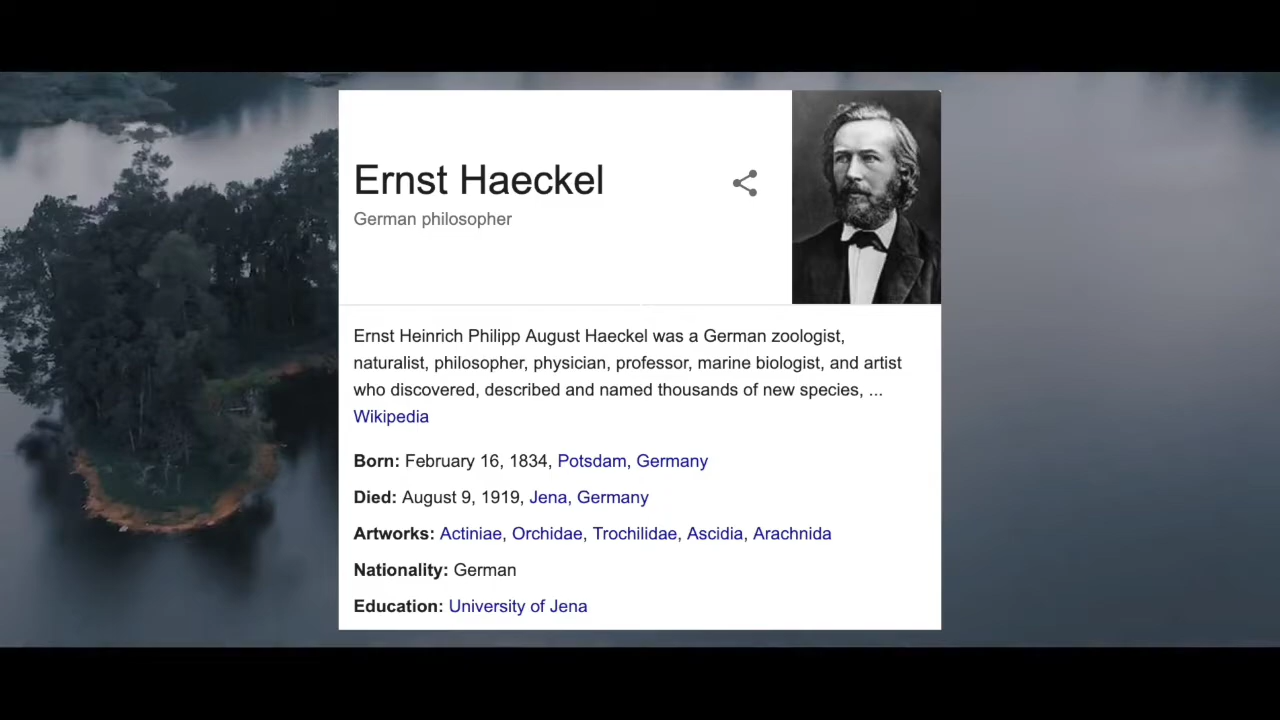 Ernst Haeckel
German philosopher
Ernst Heinrich Philipp August Haeckel was a German zoologist,
naturalist, philosopher, physician, professor, marine biologist, and artist
who discovered, described and named thousands of new species, ...
Wikipedia
Born: February 16, 1834, Potsdam, Germany
Died: August 9, 1919, Jena, Germany
Artworks: Actiniae, Orchidae, Trochilidae, Ascidia, Arachnida
Nationality: German
Education: University of Jena